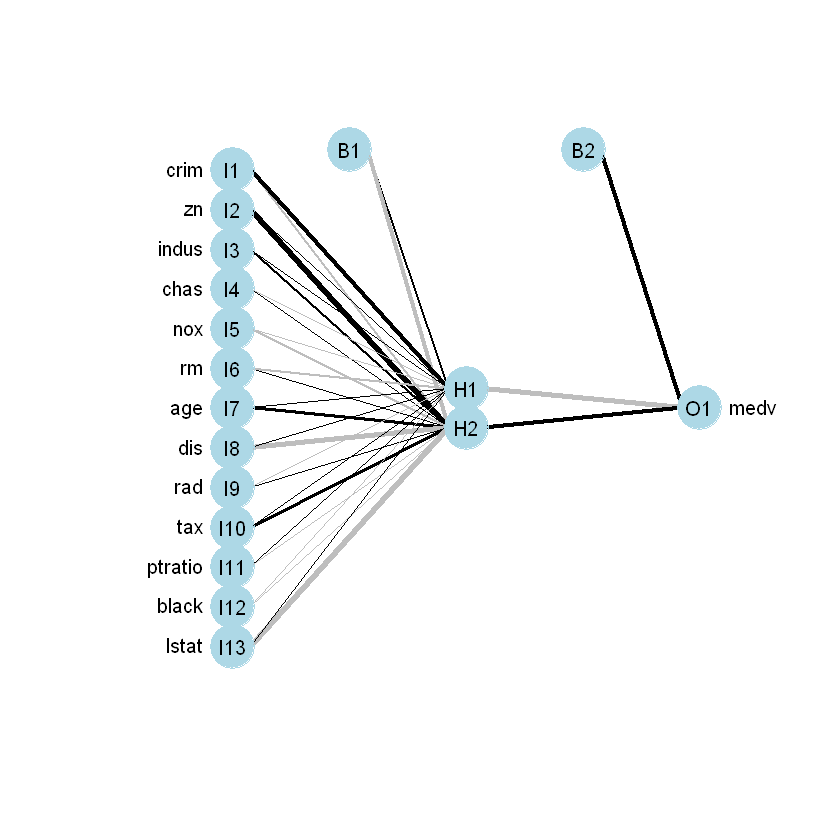 B1
B2
crim I1
zn I2
indus I3
chas I4
nox I5
rm I6
age I7
dis I8
rad I9
tax I10
ptratio I11
black I12
lstat I13
H1
H2
O1 medv